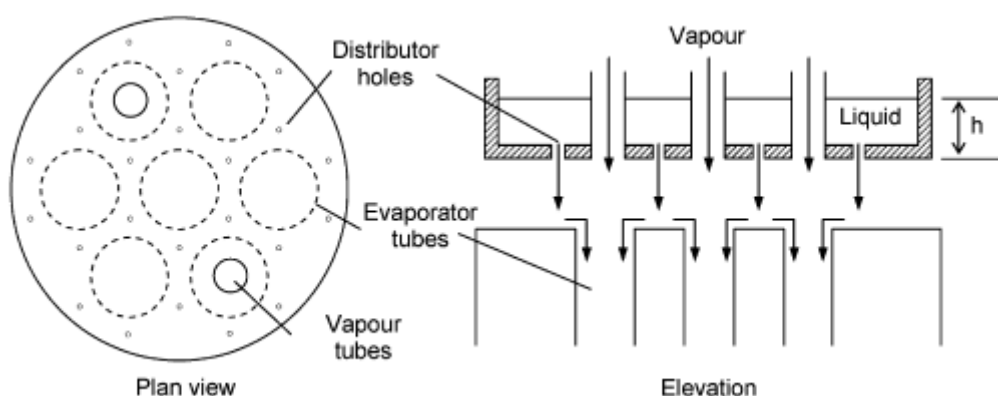 Distributor
holes
Vapour
Liquid
h
Evaporator
tubes
Vapour
tubes
Plan view
Elevation